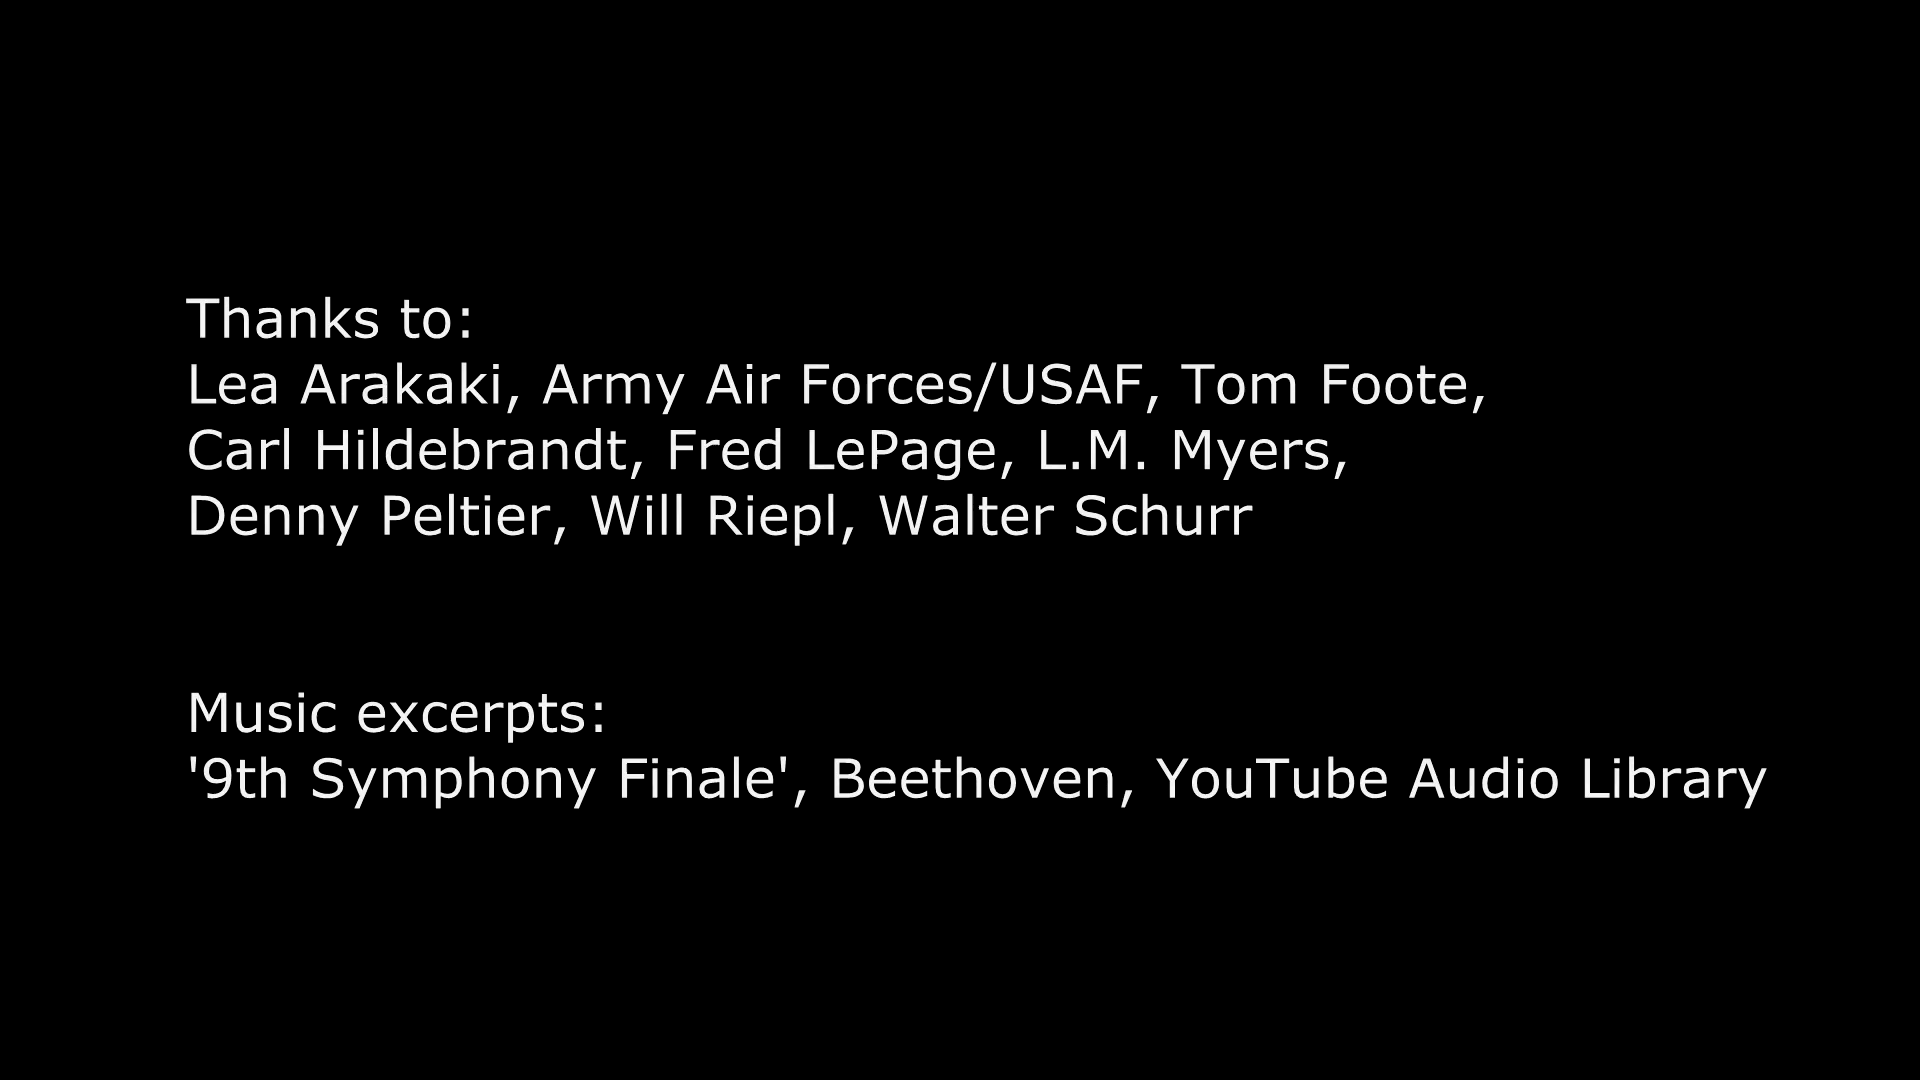 Thanks to:
Lea Arakaki, Army Air Forces/USAF, Tom Foote,
Carl Hildebrandt, Fred LePage, L.M. Myers,
Denny Peltier, Will Riepl, Walter Schurr
Music excerpts:
'9th Symphony Finale', Beethoven, YouTube Audio Library